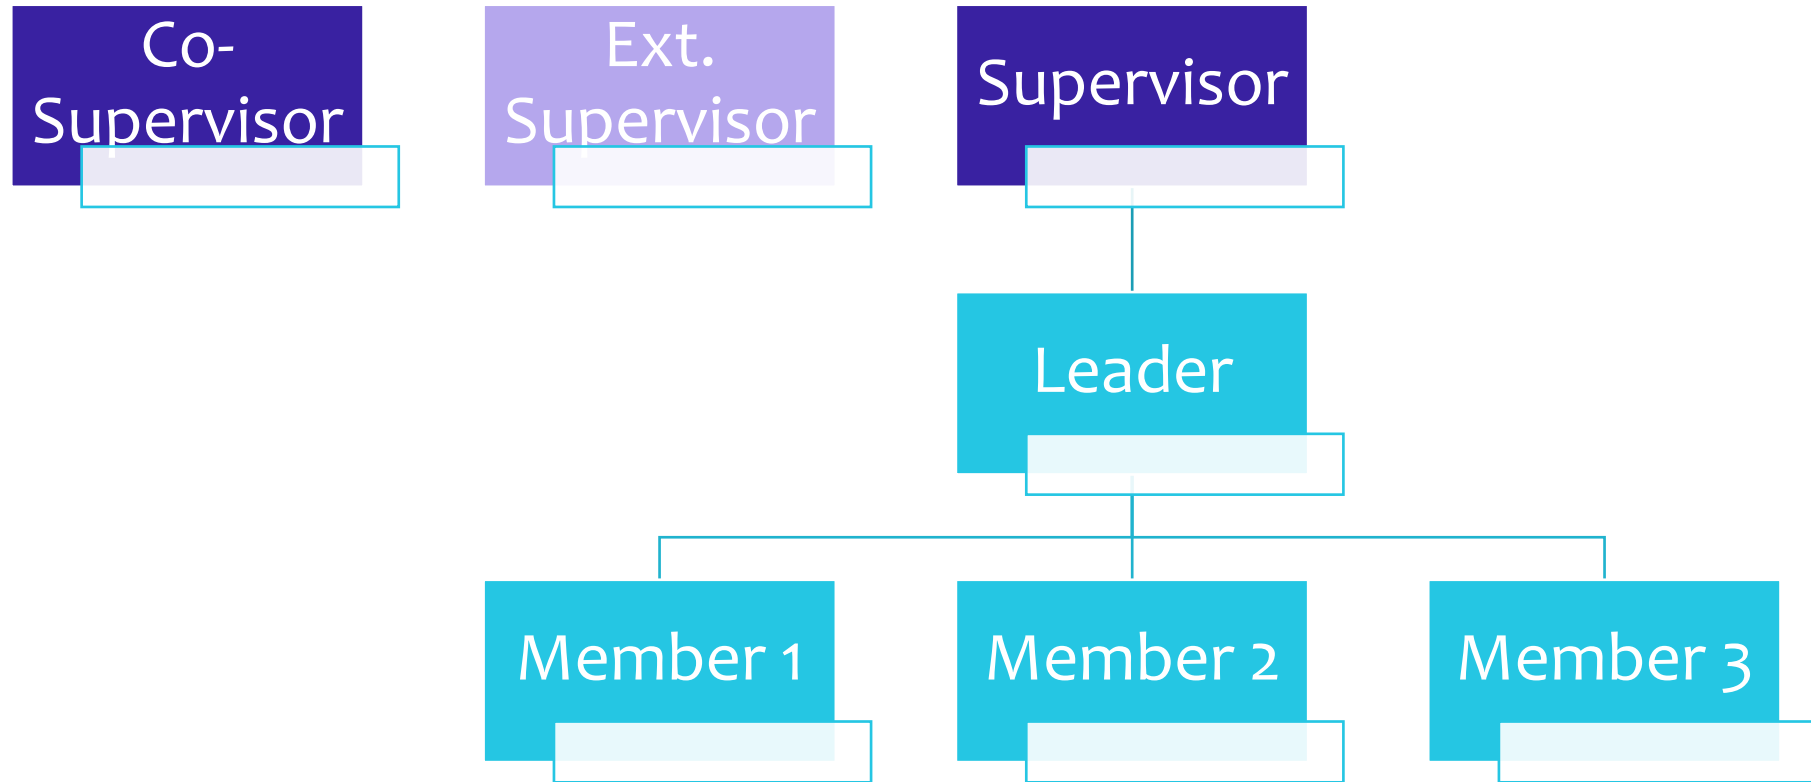 Co-
Supervisor
Ext.
Supervisor
Supervisor
Leader
Member 1
Member 2
Member 3